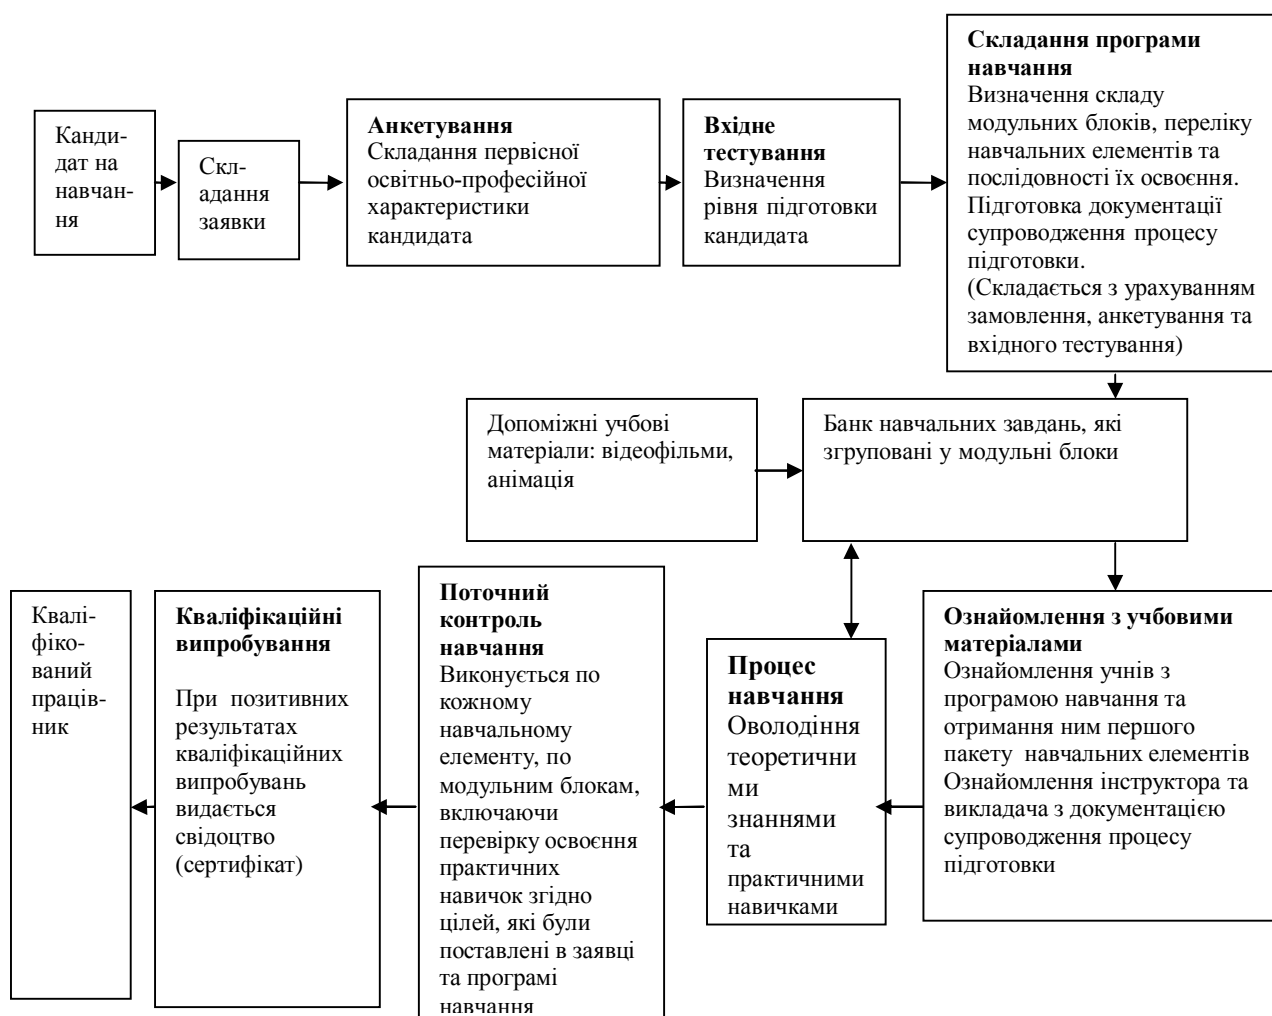 Канди-
дат на
навчан-
ня
Скл-
адання
заявки
Анкетування
Складання первісної
освітньо-професійної
характеристики
кандидата
Вхідне
тестування
Визначення
рівня підготовки
кандидата
Складання програми
навчання
Визначення складу
модульних блоків, переліку
навчальних елементів та
послідовності їх освоєння.
Підготовка документації
супроводження процесу
підготовки.
(Складається з урахуванням
замовлення, анкетування та
вхідного тестування)
Допоміжні учбові
матеріали: відеофільми,
анімація
Банк навчальних завдань, які
згруповані у модульні блоки
Ознайомлення з учбовими
матеріалами
Ознайомлення учнів з
програмою навчання та
отримання ним першого
пакету навчальних елементів
Ознайомлення інструктора та
викладача з документацією
супроводження процесу
підготовки
Процес
навчання
Оволодіння
теоретични
ми
знаннями
та
практичними
навичками
Поточний
контроль
навчання
Виконується по
кожному
навчальному
елементу, по
модульним блокам,
включаючи
перевірку освоєння
практичних
навичок згідно
цілей, які були
поставлені в заявці
та програмі
навчання
Кваліфікаційні
випробування
При позитивних
результатах
кваліфікаційних
випробувань
видається
свідоцтво
(сертифікат)
Квалі-
фіко-
ваний
праців-
ник